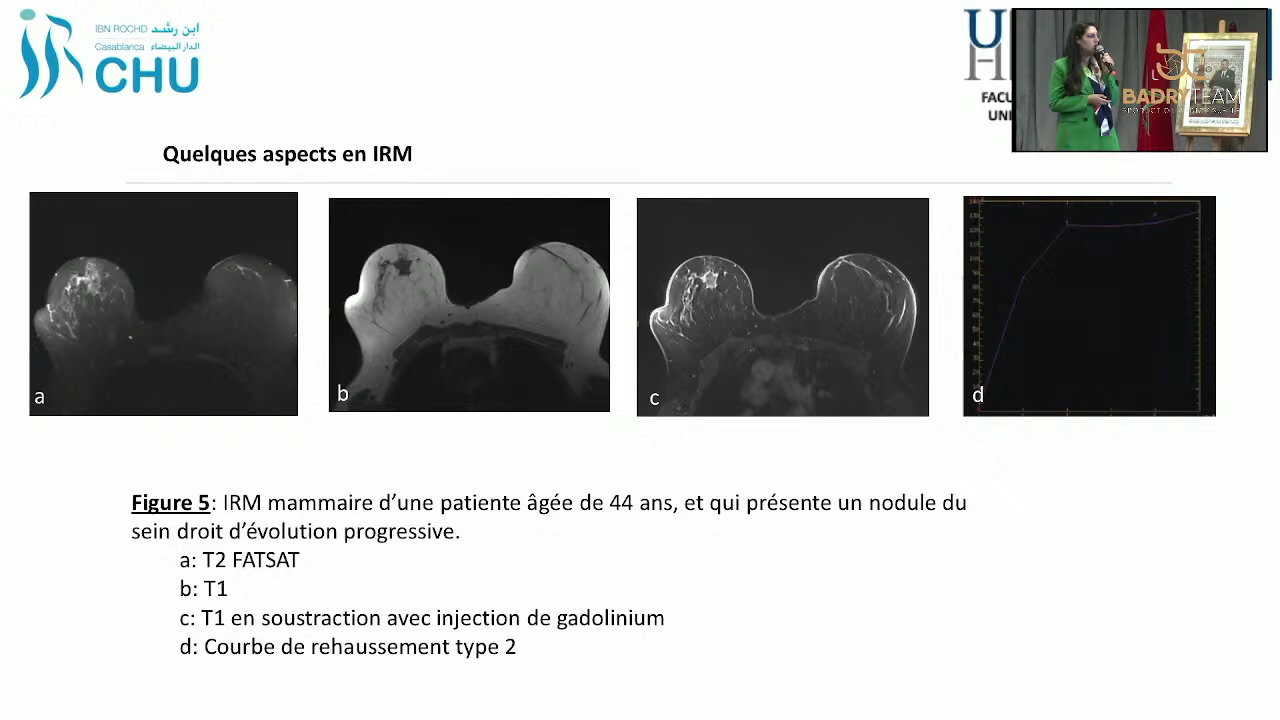 IBN ROCHD ابن رشد
Casablanca الدار البيضاء
CHU
U
H
FACU
UNI
BADRY TEAM
Quelques aspects en IRM
a
b
c
d
Figure 5: IRM mammaire d’une patiente âgée de 44 ans, et qui présente un nodule du
sein droit d’évolution progressive.
a: T2 FATSAT
b: T1
c: T1 en soustraction avec injection de gadolinium
d: Courbe de rehaussement type 2